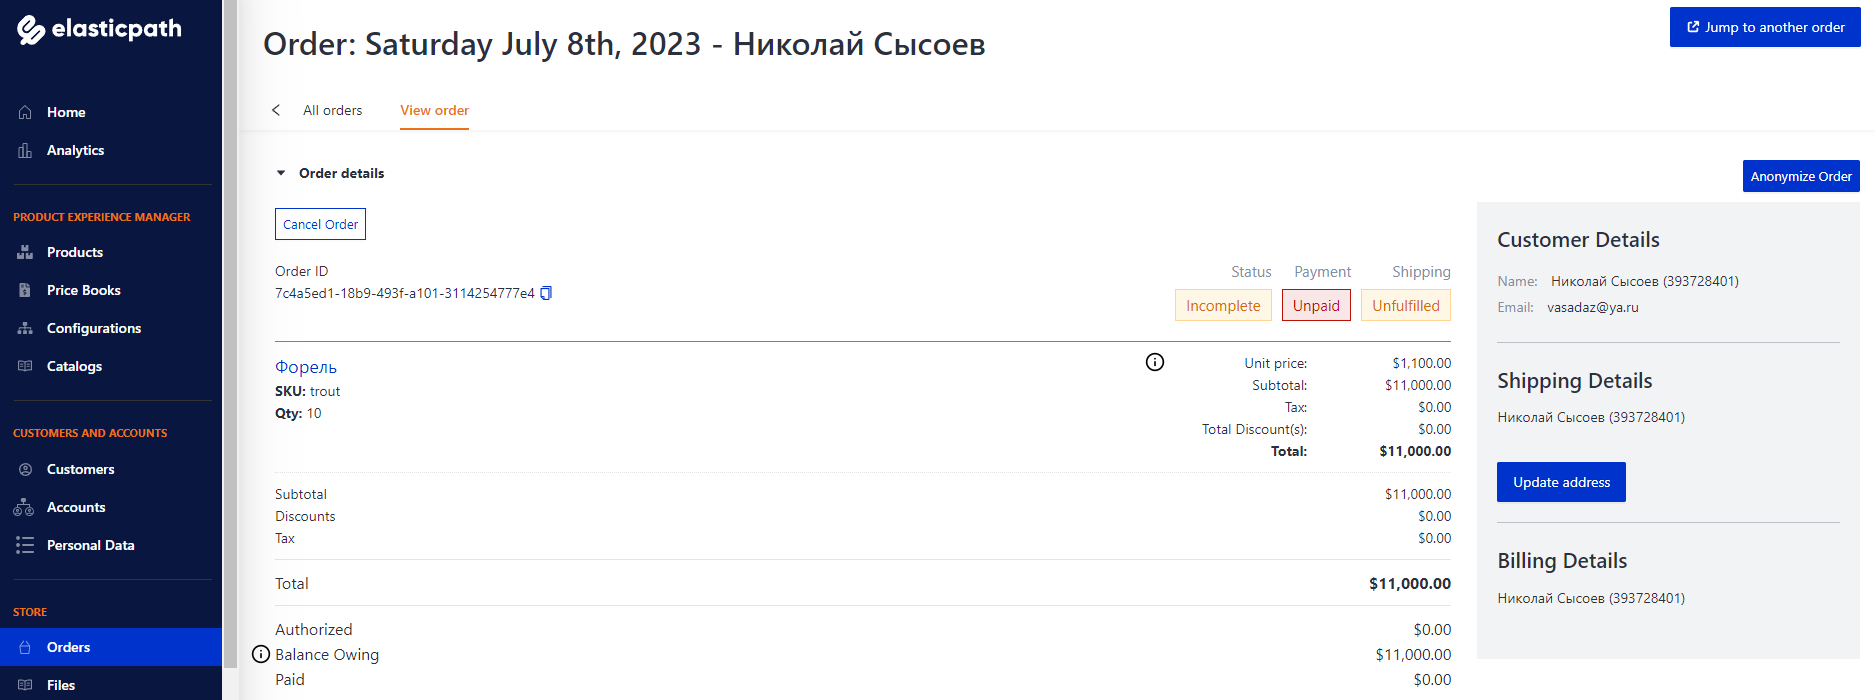 elasticpath
Home
Analytics
PRODUCT EXPERIENCE MANAGER
Products
Price Books
Configurations
Catalogs
CUSTOMERS AND ACCOUNTS
Customers
Accounts
Personal Data
STORE
Orders
Files
Order: Saturday July 8th, 2023 - Николай Сысоев
Jump to another order
All orders
View order
Order details
Anonymize Order
Cancel Order
Order ID
7c4a5ed1-18b9-493f-a101-3114254777e4
Status Payment Shipping
Incomplete Unpaid Unfulfilled
Форель
SKU: trout
Qty: 10
Unit price: $1,100.00
Subtotal: $11,000.00
Tax: $0.00
Total Discount(s): $0.00
Total: $11,000.00
Subtotal $11,000.00
Discounts $0.00
Tax $0.00
Total $11,000.00
Authorized $0.00
Balance Owing $11,000.00
Paid $0.00
Customer Details
Name: Николай Сысоев (393728401)
Email: vasadaz@ya.ru
Shipping Details
Николай Сысоев (393728401)
Update address
Billing Details
Николай Сысоев (393728401)